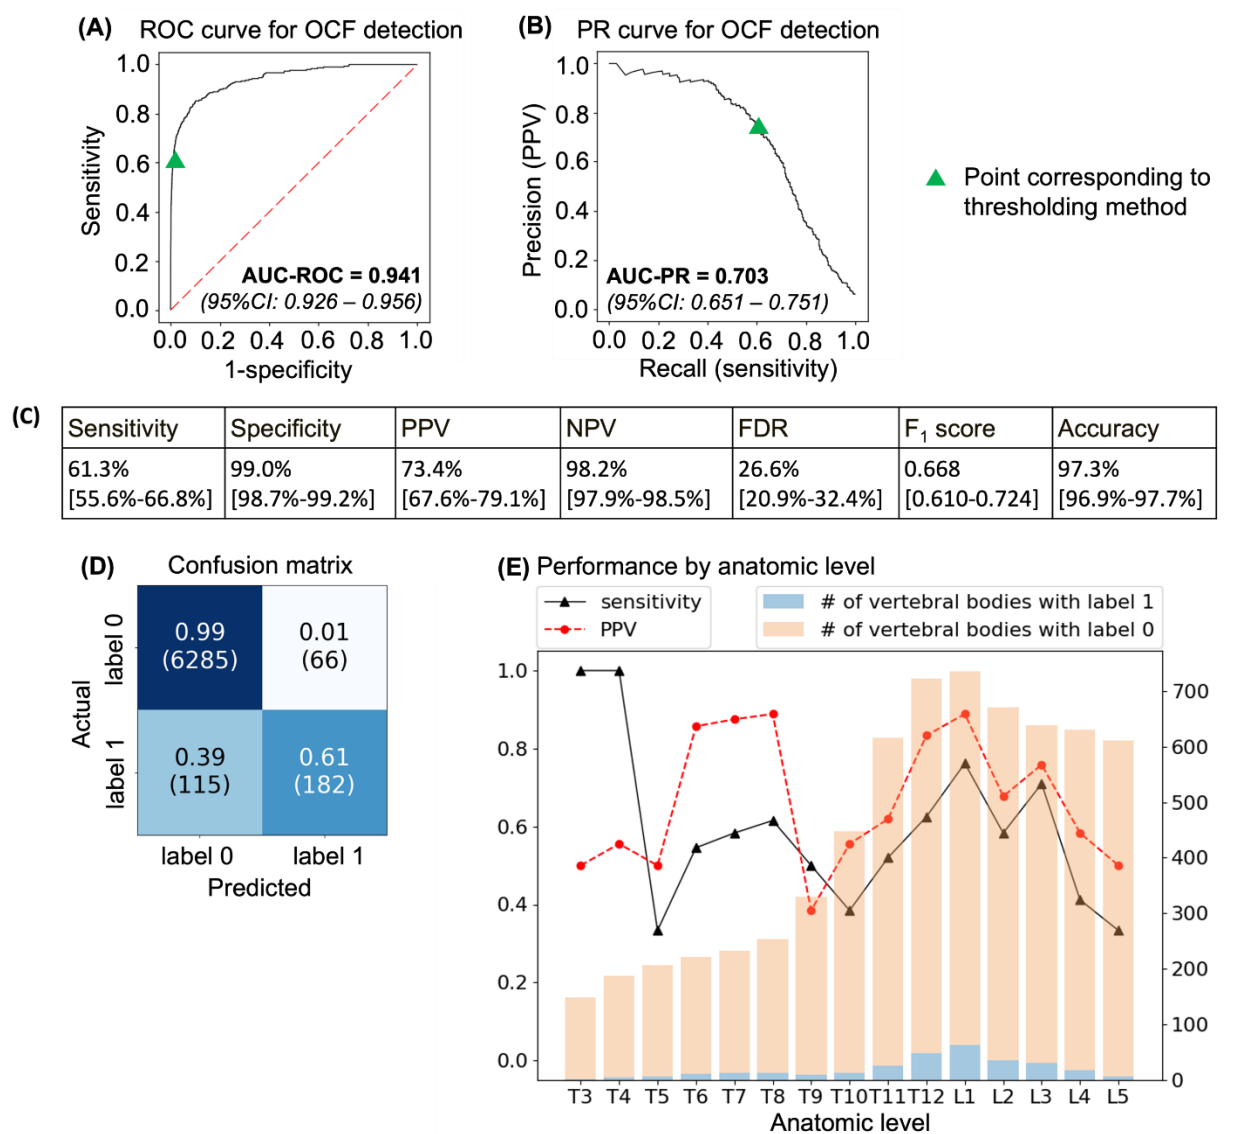 (A) ROC curve for OCF detection
1.0
0.8
0.6
0.4
0.2
0.0
Sensitivity
AUC-ROC = 0.941
(95%CI: 0.926 – 0.956)
0.0 0.2 0.4 0.6 0.8 1.0
1-specificity
(B) PR curve for OCF detection
1.0
0.8
0.6
0.4
0.2
0.0
Precision (PPV)
AUC-PR = 0.703
(95%CI: 0.651 – 0.751)
0.0 0.2 0.4 0.6 0.8 1.0
Recall (sensitivity)
Point corresponding to
thresholding method
(C)
Sensitivity Specificity PPV NPV FDR F₁ score Accuracy
61.3% 99.0% 73.4% 98.2% 26.6% 0.668 97.3%
[55.6%-66.8%] [98.7%-99.2%] [67.6%-79.1%] [97.9%-98.5%] [20.9%-32.4%] [0.610-0.724] [96.9%-97.7%]
(D) Confusion matrix
Actual
label 0
label 1
0.99 0.01
(6285) (66)
0.39 0.61
(115) (182)
label 0 label 1
Predicted
(E) Performance by anatomic level
sensitivity
PPV
# of vertebral bodies with label 1
# of vertebral bodies with label 0
1.0
0.8
0.6
0.4
0.2
0.0
700
600
500
400
300
200
100
0
T3 T4 T5 T6 T7 T8 T9 T10 T11 T12 L1 L2 L3 L4 L5
Anatomic level